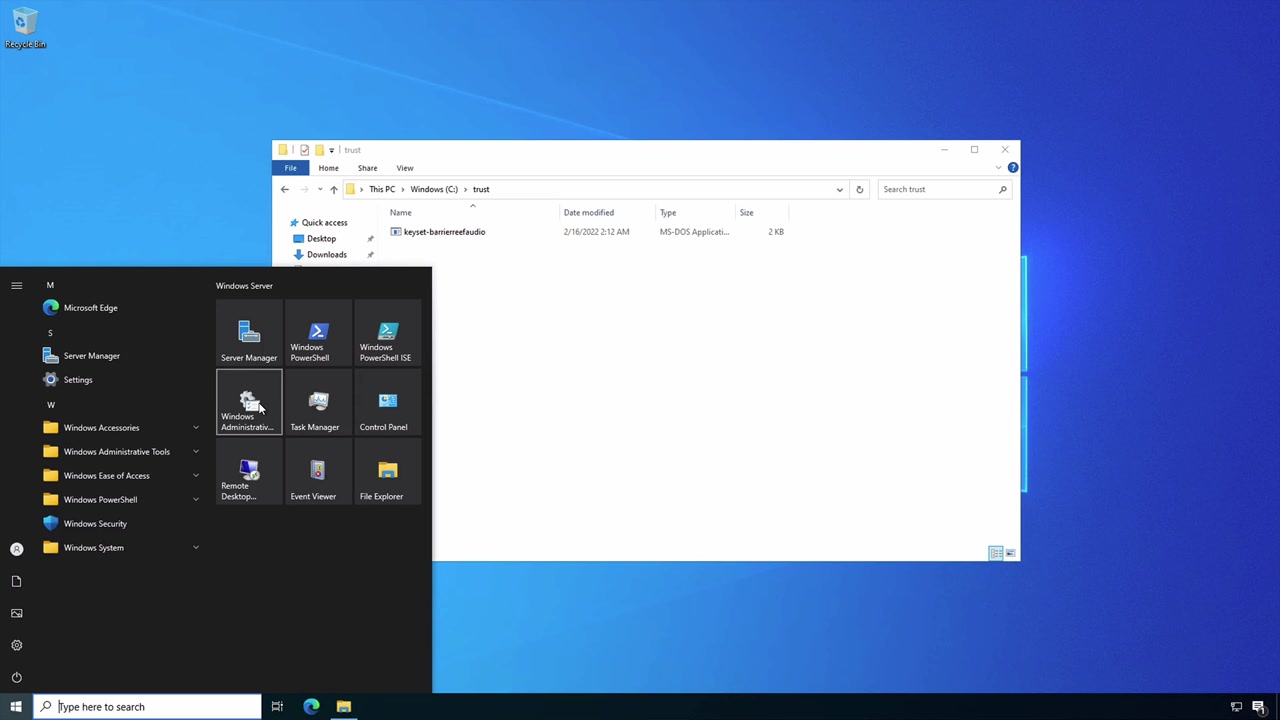 Recycle Bin
trust
File
Home
Share
View
This PC
Windows (C:)
trust
Search trust
Name
Date modified
Type
Size
Quick access
keyset-barrierreefaudio
2/16/2022 2:12 AM
MS-DOS Applicati...
2 KB
Desktop
Downloads
M
Microsoft Edge
S
Server Manager
Settings
W
Windows Accessories
Windows Administrative Tools
Windows Ease of Access
Windows PowerShell
Windows Security
Windows System
Windows Server
Server Manager
Windows
PowerShell
Windows
PowerShell ISE
Windows
Administrativ...
Task Manager
Control Panel
Remote
Desktop...
Event Viewer
File Explorer
Type here to search
1